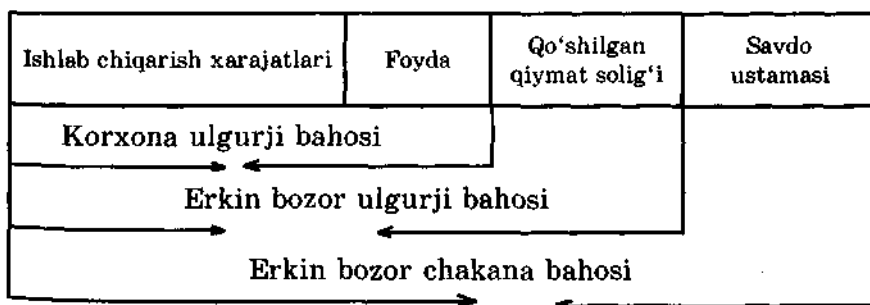 Ishlab chiqarish xarajatlari
Foyda
Qo‘shilgan
qiymat solig‘i
Savdo
ustamasi
Korxona ulgurji bahosi
Erkin bozor ulgurji bahosi
Erkin bozor chakana bahosi